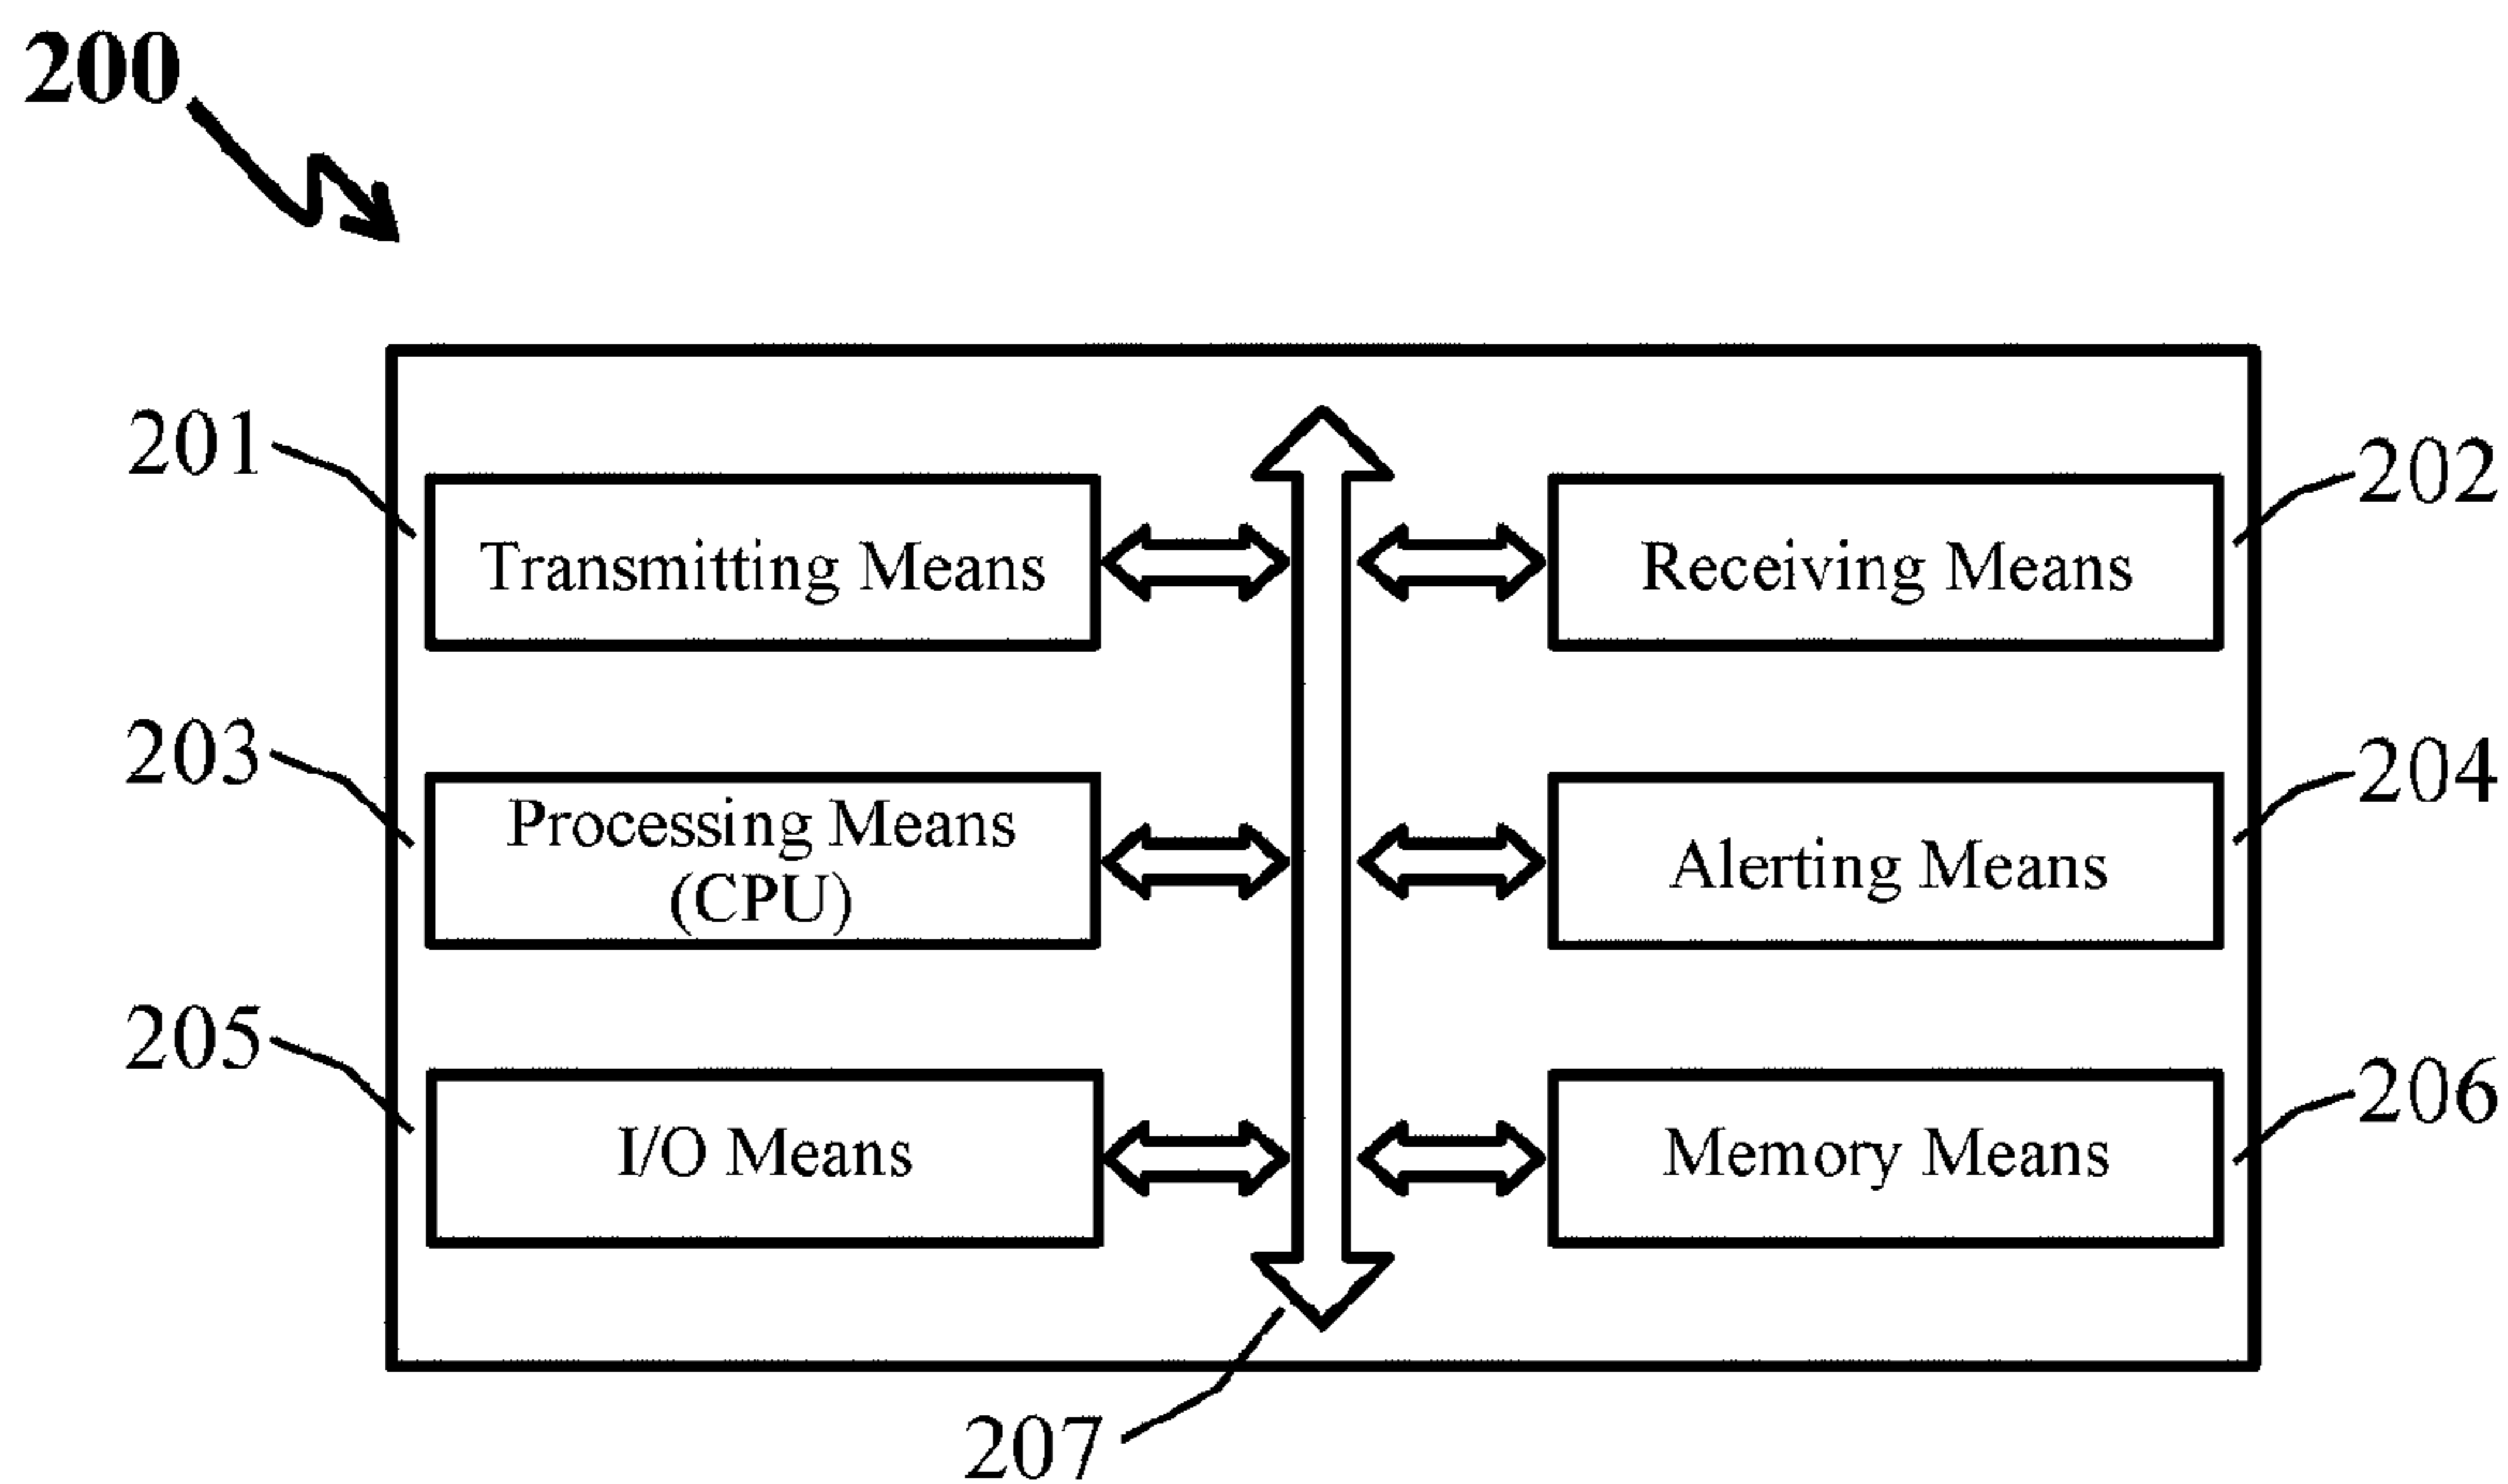 200
201
202
Transmitting Means
Receiving Means
203
204
Processing Means
(CPU)
Alerting Means
205
206
I/O Means
Memory Means
207